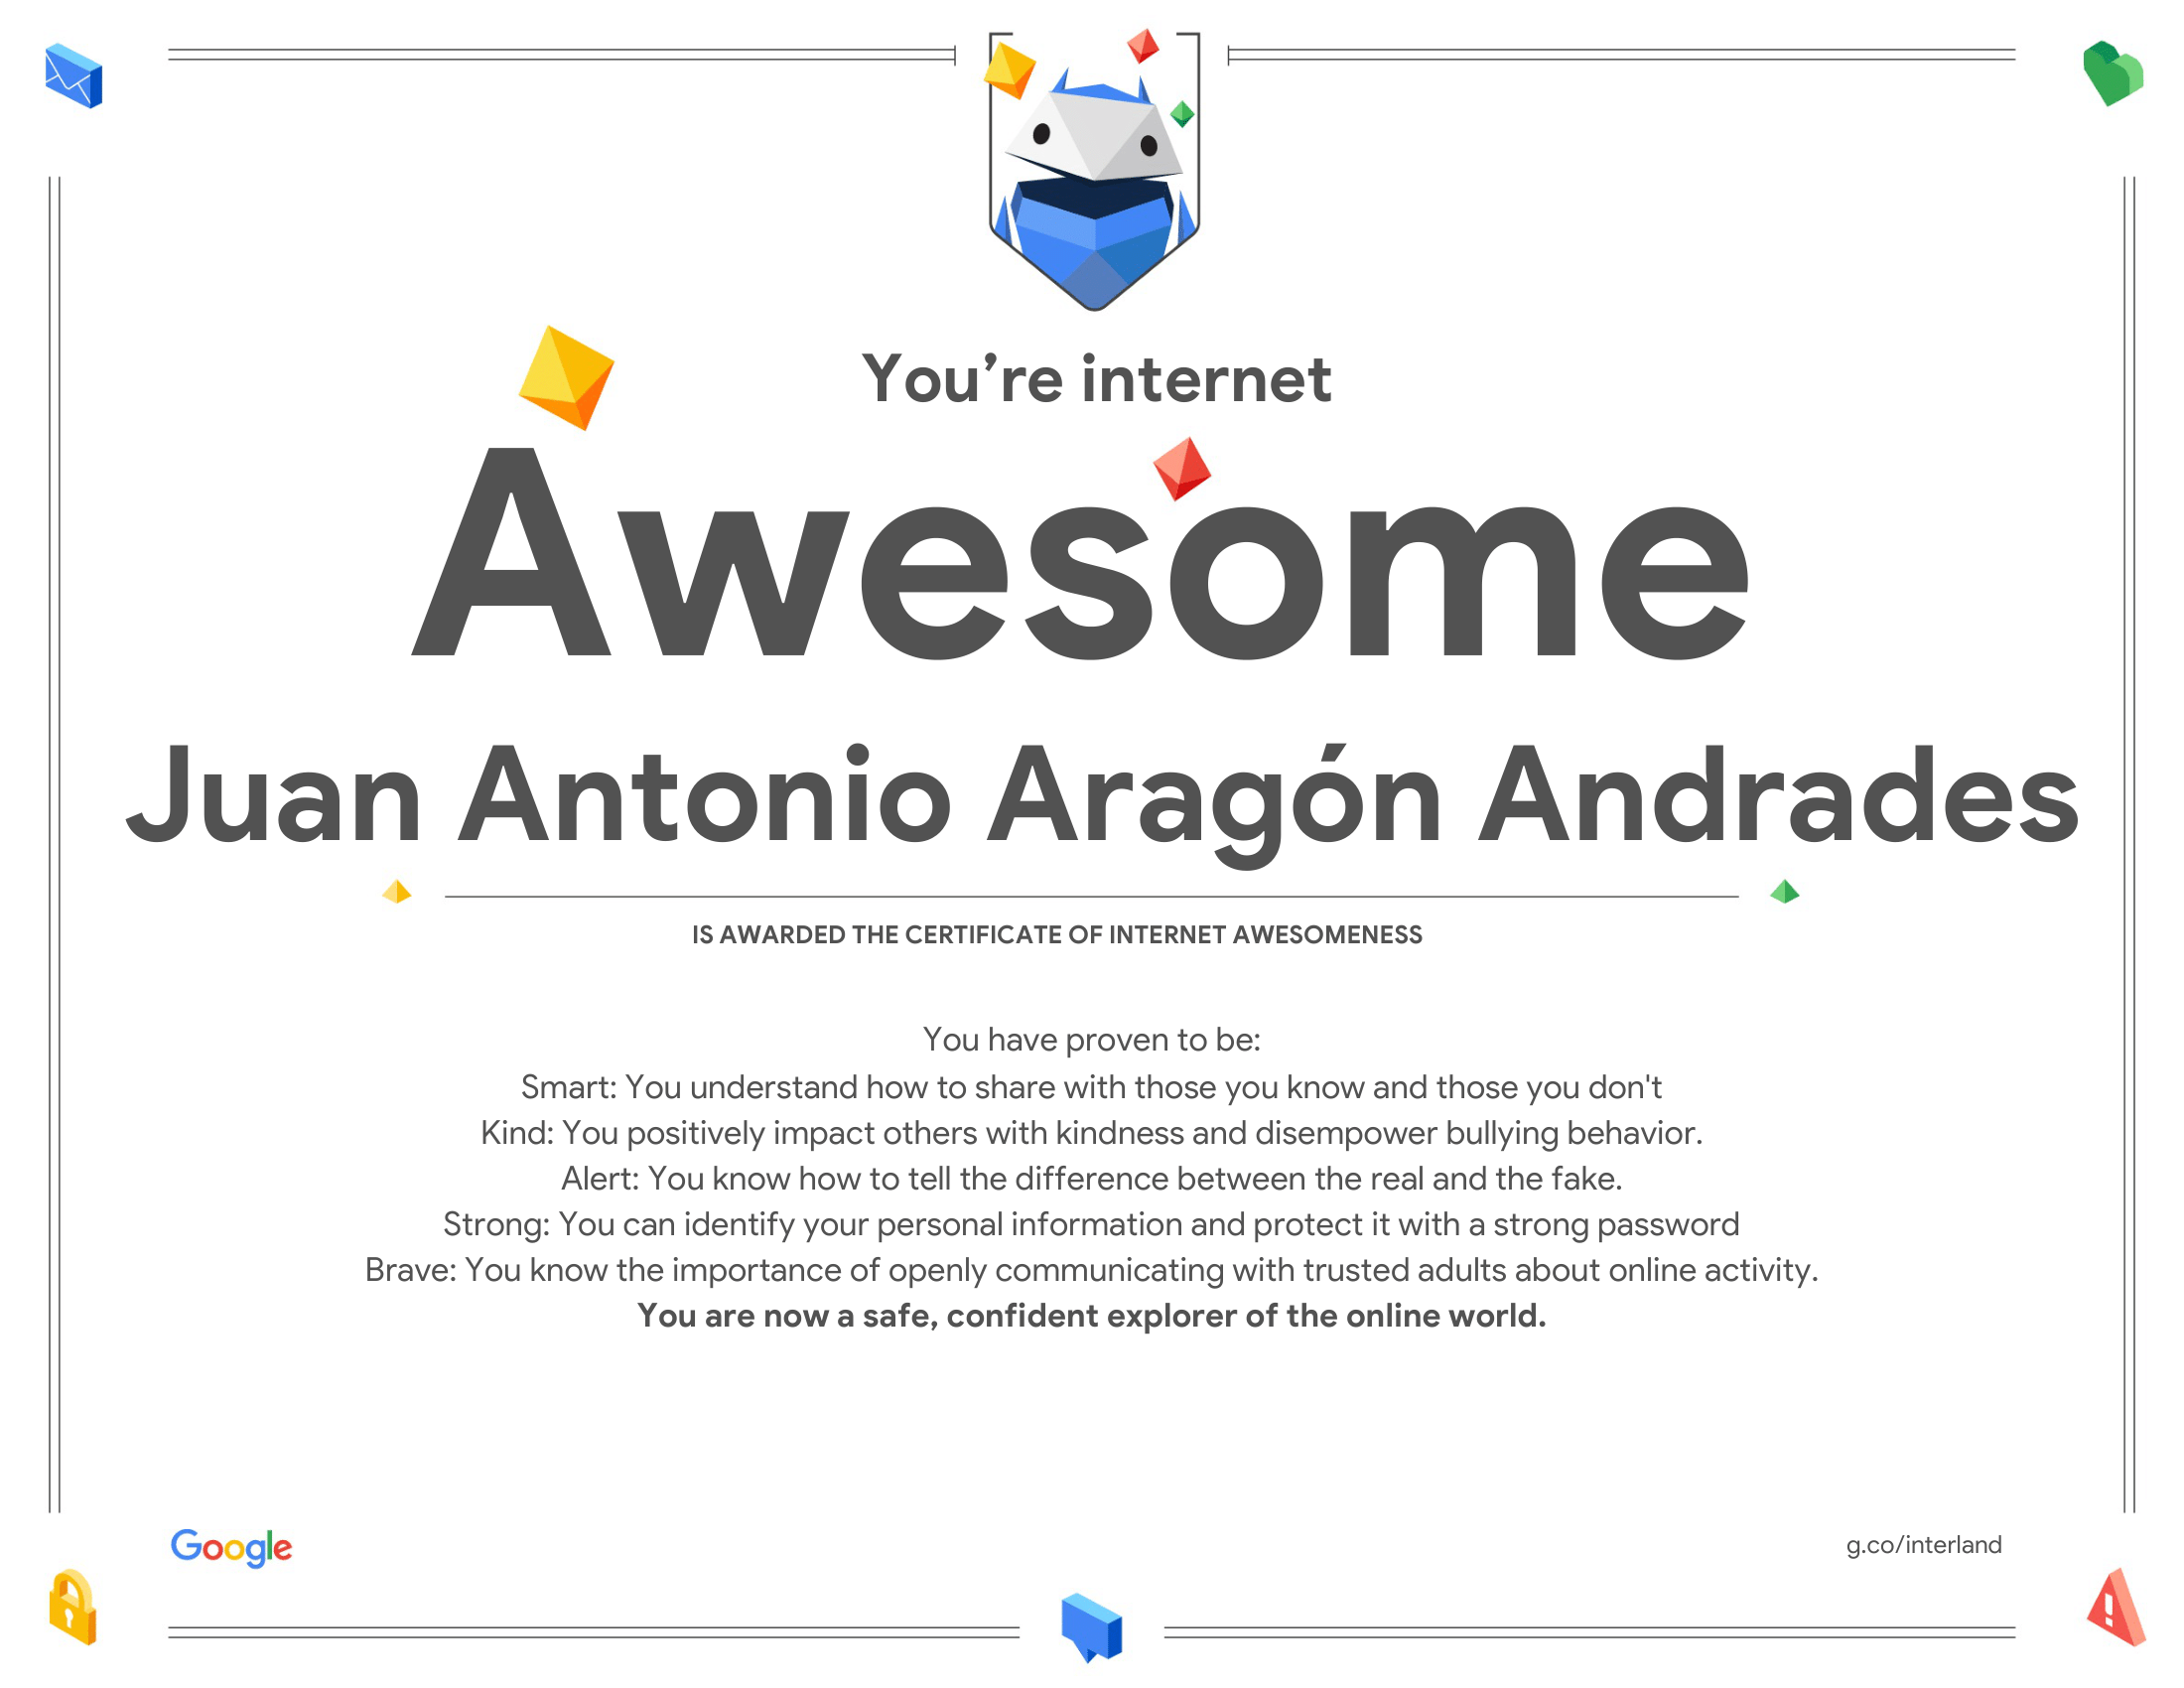 You’re internet
Awesome
Juan Antonio Aragón Andrades
IS AWARDED THE CERTIFICATE OF INTERNET AWESOMENESS
You have proven to be:
Smart: You understand how to share with those you know and those you don't
Kind: You positively impact others with kindness and disempower bullying behavior.
Alert: You know how to tell the difference between the real and the fake.
Strong: You can identify your personal information and protect it with a strong password
Brave: You know the importance of openly communicating with trusted adults about online activity.
You are now a safe, confident explorer of the online world.
Google
g.co/interland